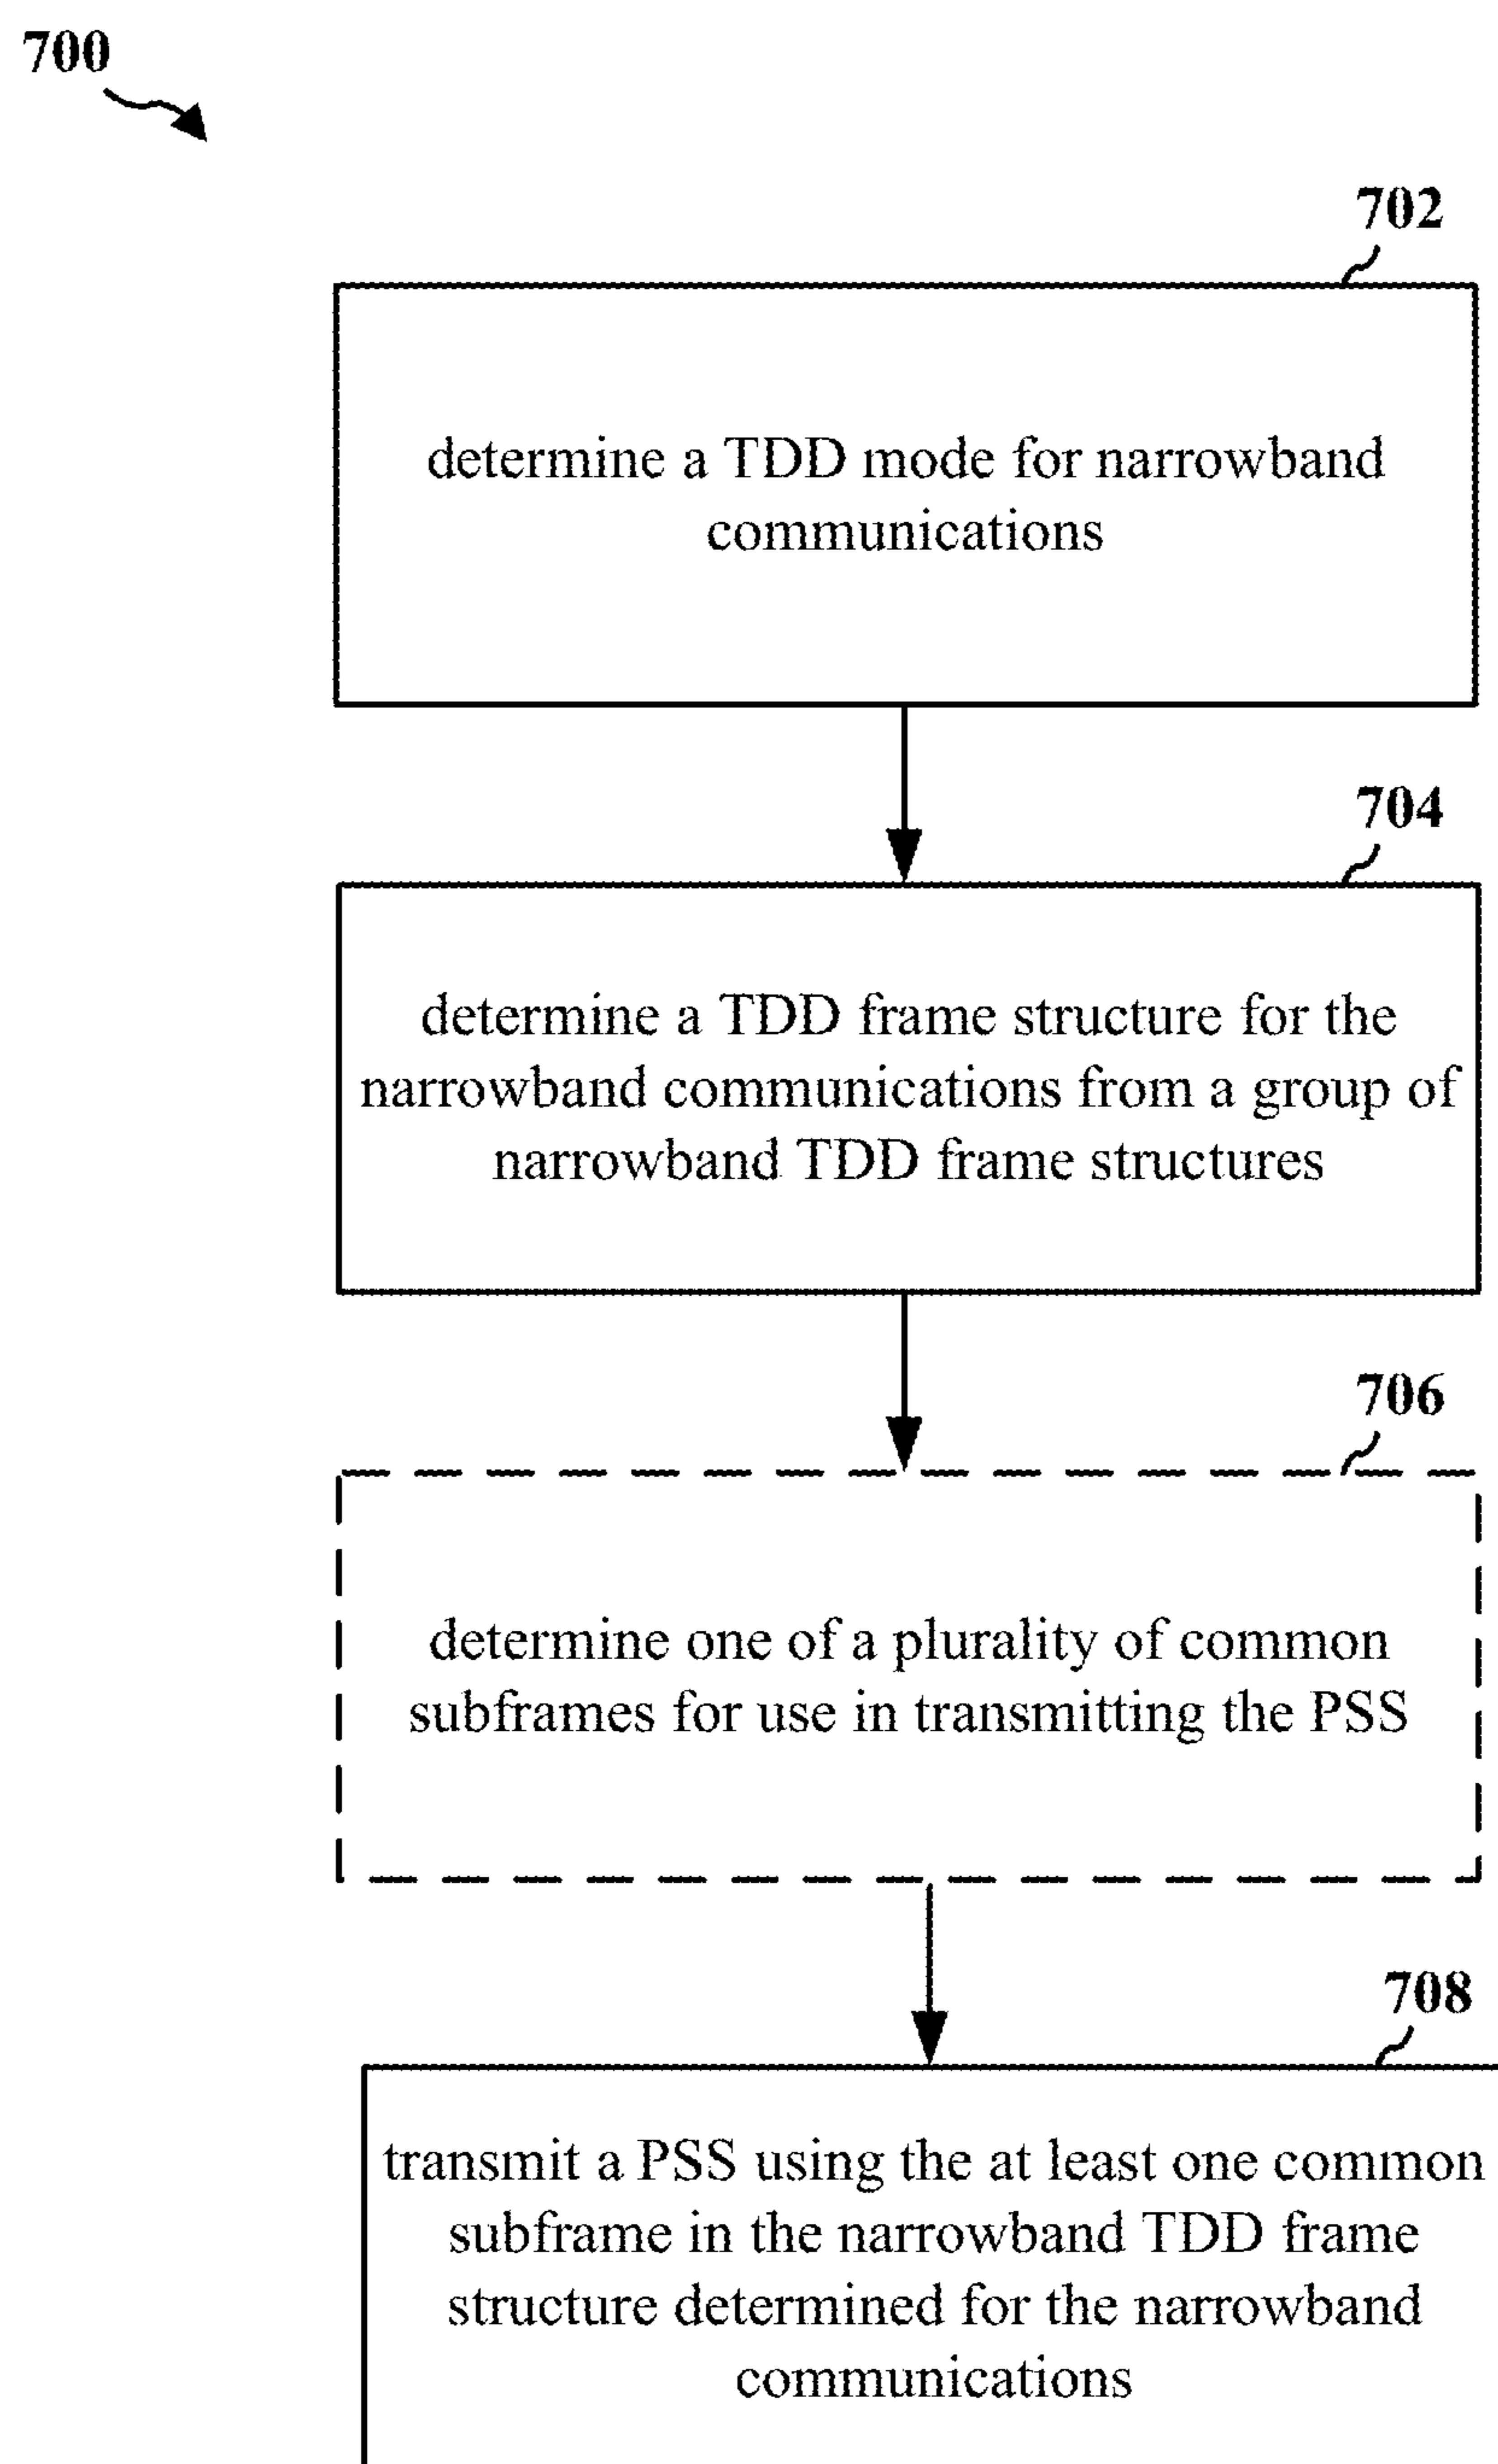 700
702
determine a TDD mode for narrowband
communications
704
determine a TDD frame structure for the
narrowband communications from a group of
narrowband TDD frame structures
706
determine one of a plurality of common
subframes for use in transmitting the PSS
708
transmit a PSS using the at least one common
subframe in the narrowband TDD frame
structure determined for the narrowband
communications